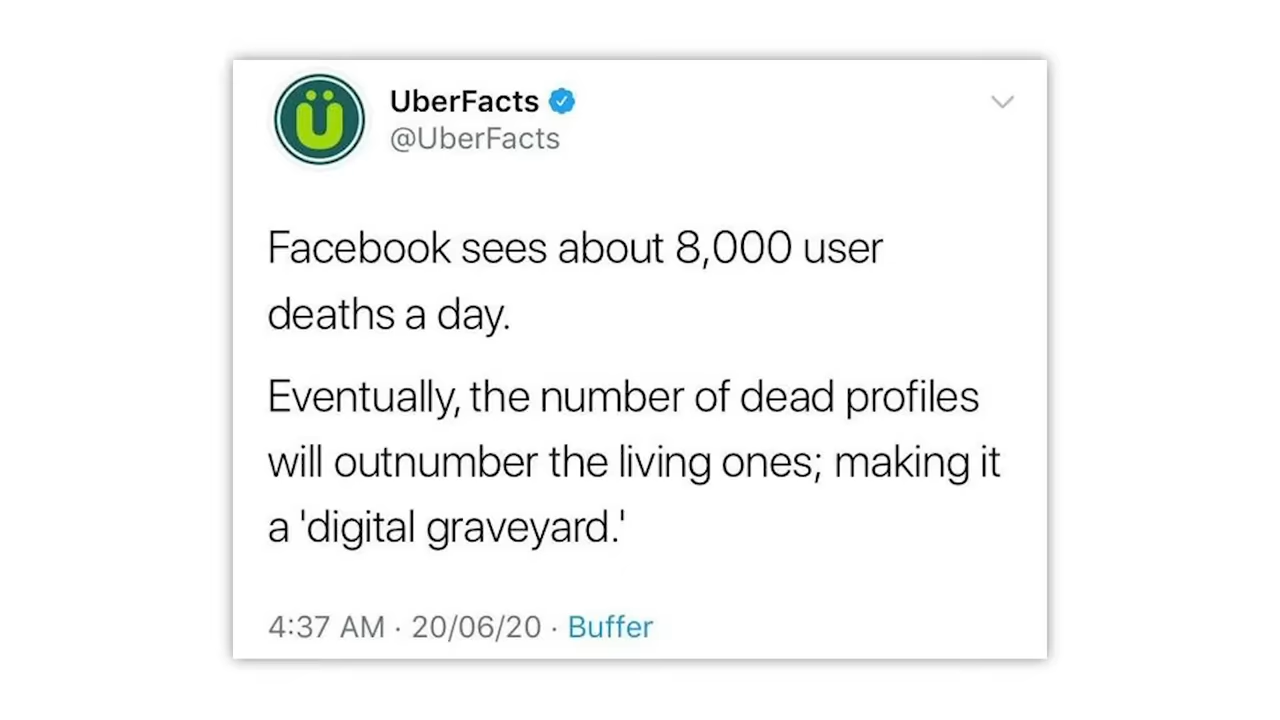 Ü
UberFacts
@UberFacts
Facebook sees about 8,000 user
deaths a day.
Eventually, the number of dead profiles
will outnumber the living ones; making it
a 'digital graveyard.'
4:37 AM · 20/06/20 · Buffer